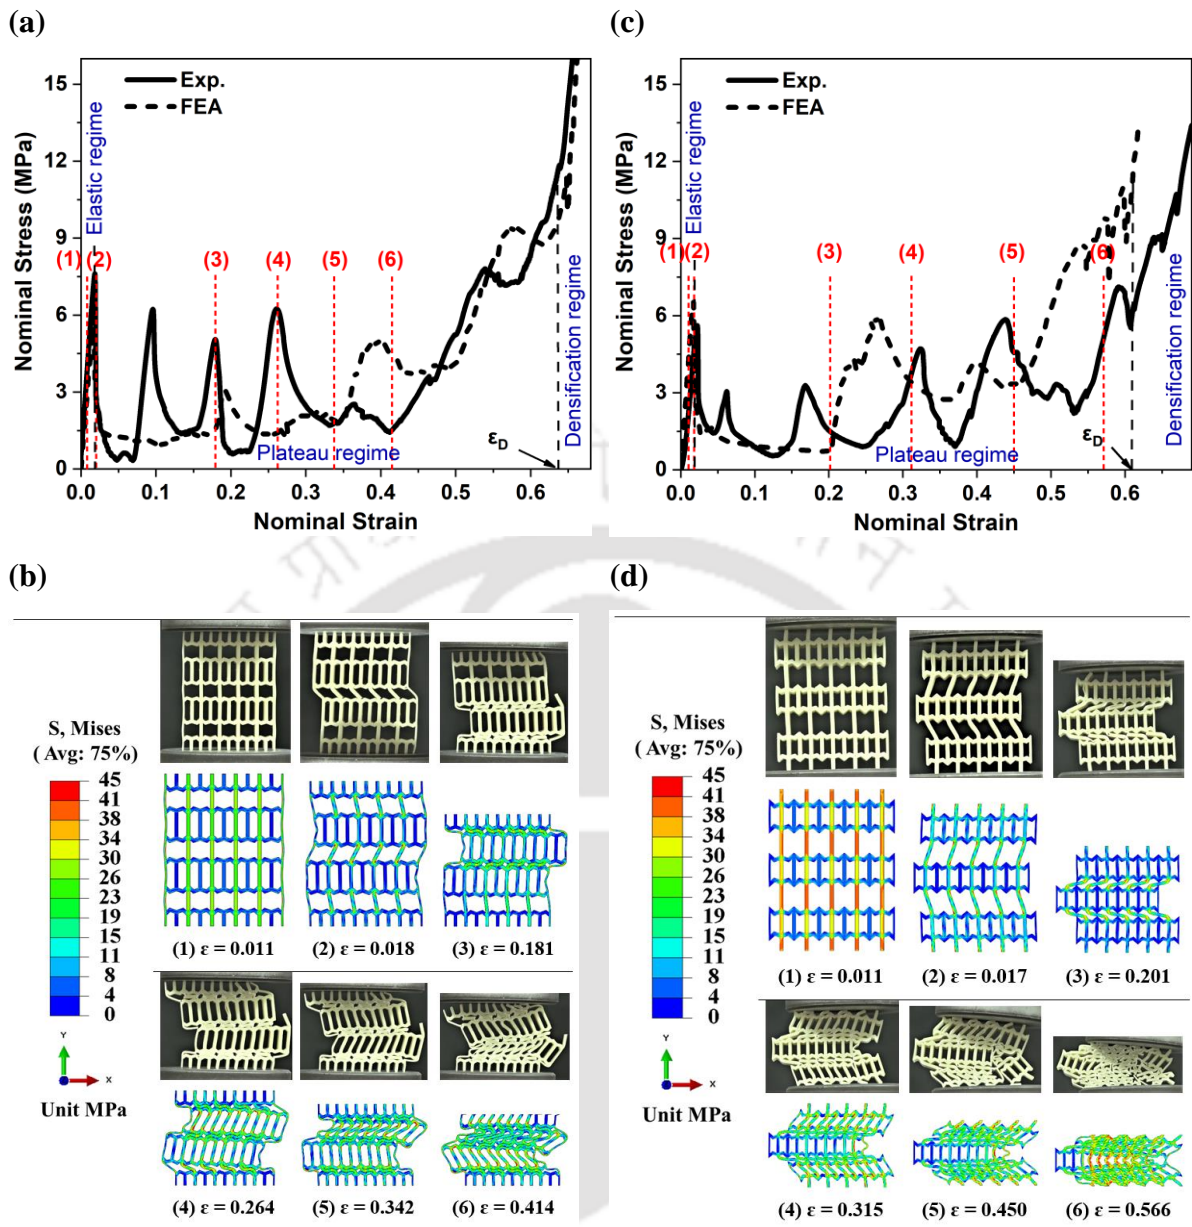 (a)
15
12
9
6
3
0
Nominal Stress (MPa)
Exp.
FEA
Elastic regime
(1)
(2)
(3)
(4)
(5)
(6)
Plateau regime
εD
Densification regime
0.0 0.1 0.2 0.3 0.4 0.5 0.6
Nominal Strain
(c)
15
12
9
6
3
0
Nominal Stress (MPa)
Exp.
FEA
Elastic regime
(1)
(2)
(3)
(4)
(5)
(6)
Plateau regime
εD
Densification regime
0.0 0.1 0.2 0.3 0.4 0.5 0.6
Nominal Strain
(b)
S, Mises
( Avg: 75%)
45
41
38
34
30
26
23
19
15
11
8
4
0
Y
X
Unit MPa
(1) ε = 0.011
(2) ε = 0.018
(3) ε = 0.181
(4) ε = 0.264
(5) ε = 0.342
(6) ε = 0.414
(d)
S, Mises
( Avg: 75%)
45
41
38
34
30
26
23
19
15
11
8
4
0
Y
X
Unit MPa
(1) ε = 0.011
(2) ε = 0.017
(3) ε = 0.201
(4) ε = 0.315
(5) ε = 0.450
(6) ε = 0.566